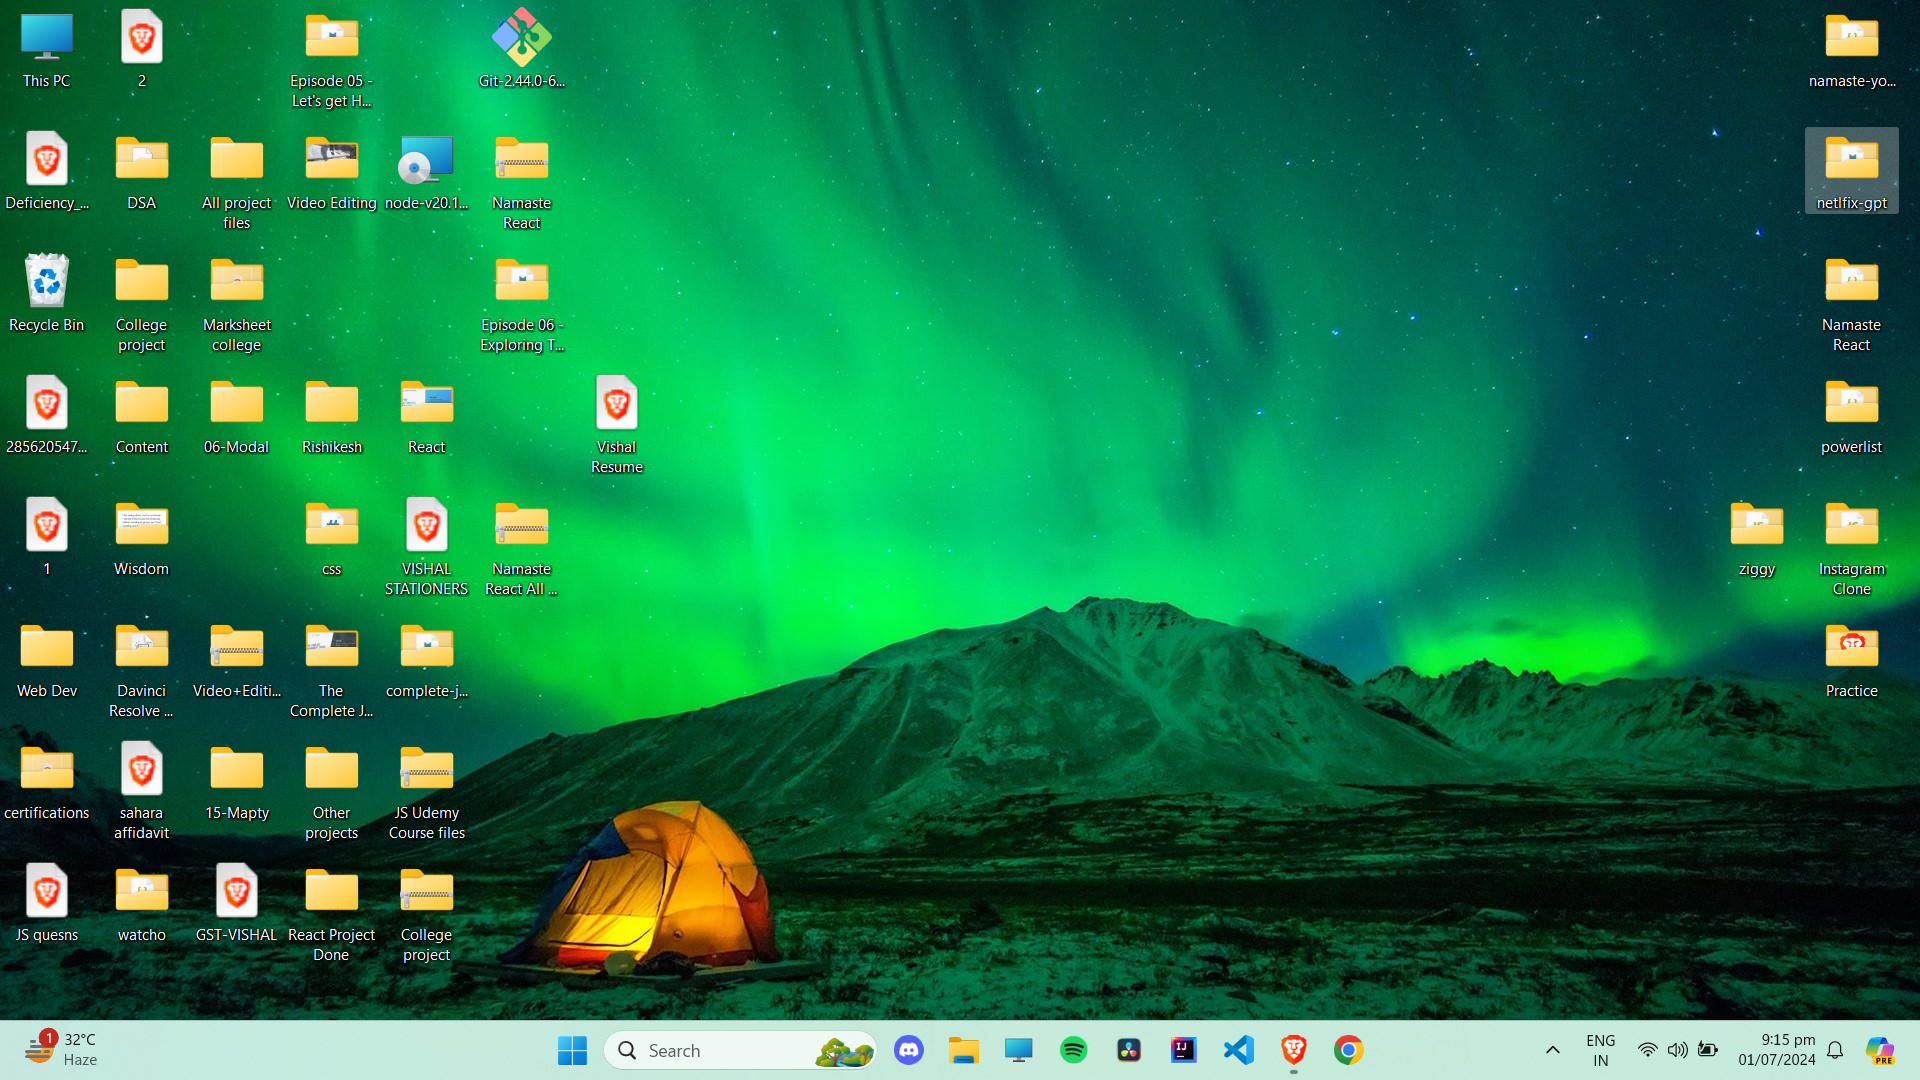 This PC
2
Episode 05 -
Let's get H...
Git-2.44.0-6...
namaste-yo...
Deficiency_...
DSA
All project
files
Video Editing
node-v20.1...
Namaste
React
netlfix-gpt
Recycle Bin
College
project
Marksheet
college
Episode 06 -
Exploring T...
Namaste
React
285620547...
Content
06-Modal
Rishikesh
React
Vishal
Resume
powerlist
1
Wisdom
css
VISHAL
STATIONERS
Namaste
React All ...
ziggy
Instagram
Clone
Web Dev
Davinci
Resolve ...
Video+Editi...
The
Complete J...
complete-j...
Practice
certifications
sahara
affidavit
15-Mapty
Other
projects
JS Udemy
Course files
JS quesns
watcho
GST-VISHAL
React Project
Done
College
project
1
32°C
Haze
Search
IJ
ENG
IN
9:15 pm
01/07/2024
PRE